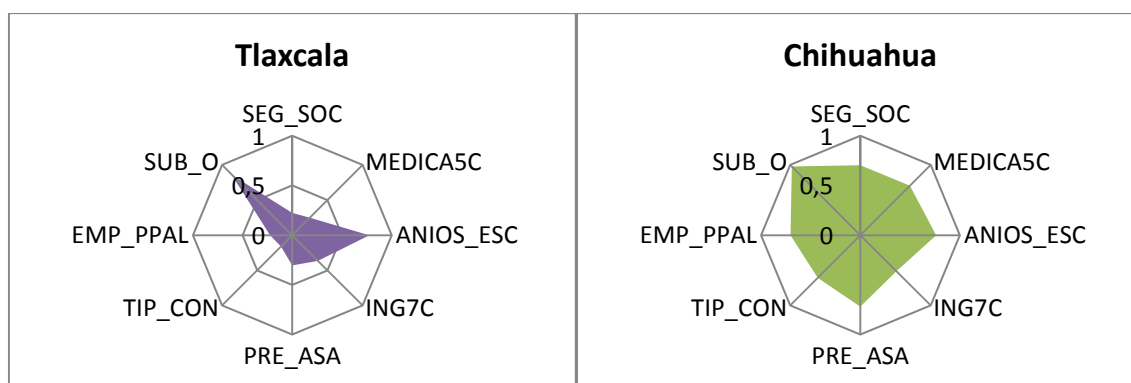 Tlaxcala
SEG_SOC
1
SUB_O
MEDICA5C
0,5
EMP_PPAL
0
ANIOS_ESC
TIP_CON
ING7C
PRE_ASA
Chihuahua
SEG_SOC
1
SUB_O
MEDICA5C
0,5
EMP_PPAL
0
ANIOS_ESC
TIP_CON
ING7C
PRE_ASA